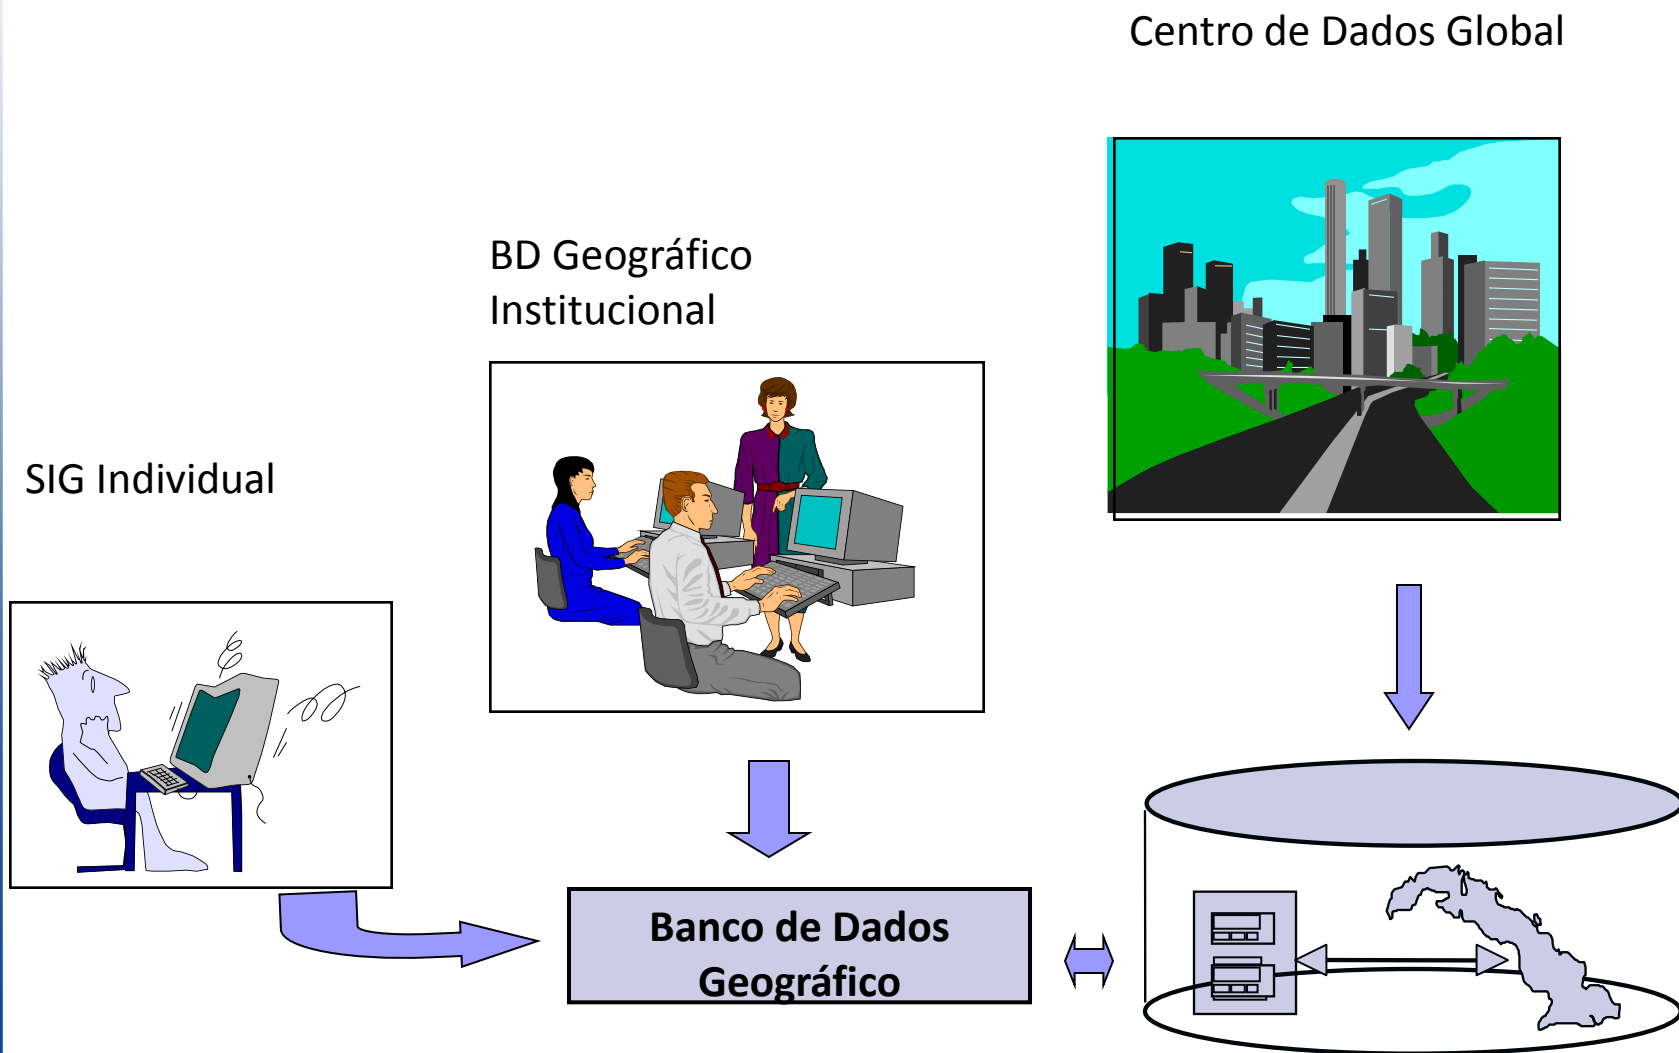 Centro de Dados Global
BD Geográfico
Institucional
SIG Individual
Banco de Dados
Geográfico